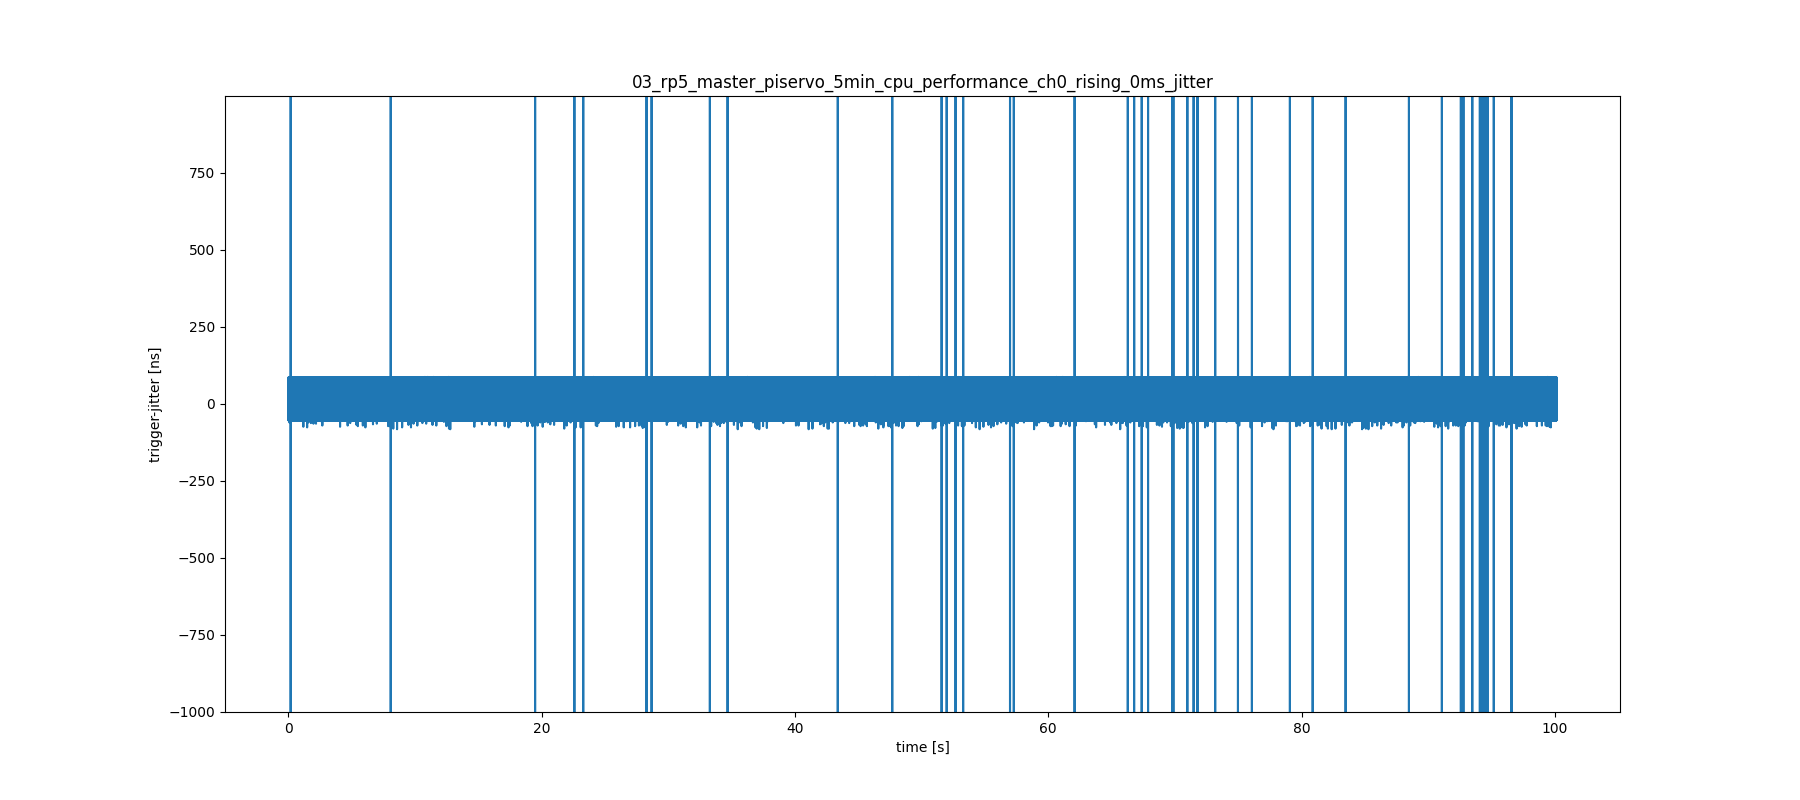 03_rp5_master_piservo_5min_cpu_performance_ch0_rising_0ms_jitter
trigger-jitter [ns]
750
500
250
0
−250
−500
−750
−1000
0 20 40 60 80 100
time [s]